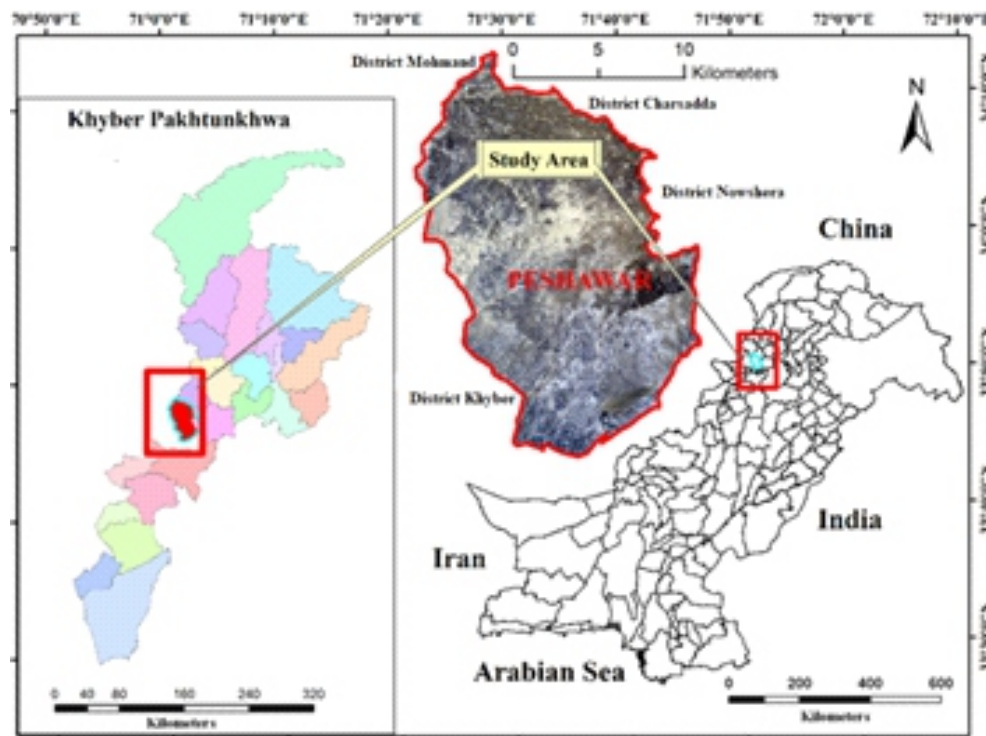 70°50'0"E 71°0'0"E 71°10'0"E 71°20'0"E 71°30'0"E 71°40'0"E 71°50'0"E 72°0'0"E 72°10'0"E
0 5 10
Kilometers
District Mohmand
District Charsadda
N
Khyber Pakhtunkhwa
Study Area
District Nowshera
China
PESHAWAR
District Khyber
India
Iran
Arabian Sea
0 40 80 160 240 320
Kilometers
0 200 400 600
Kilometers